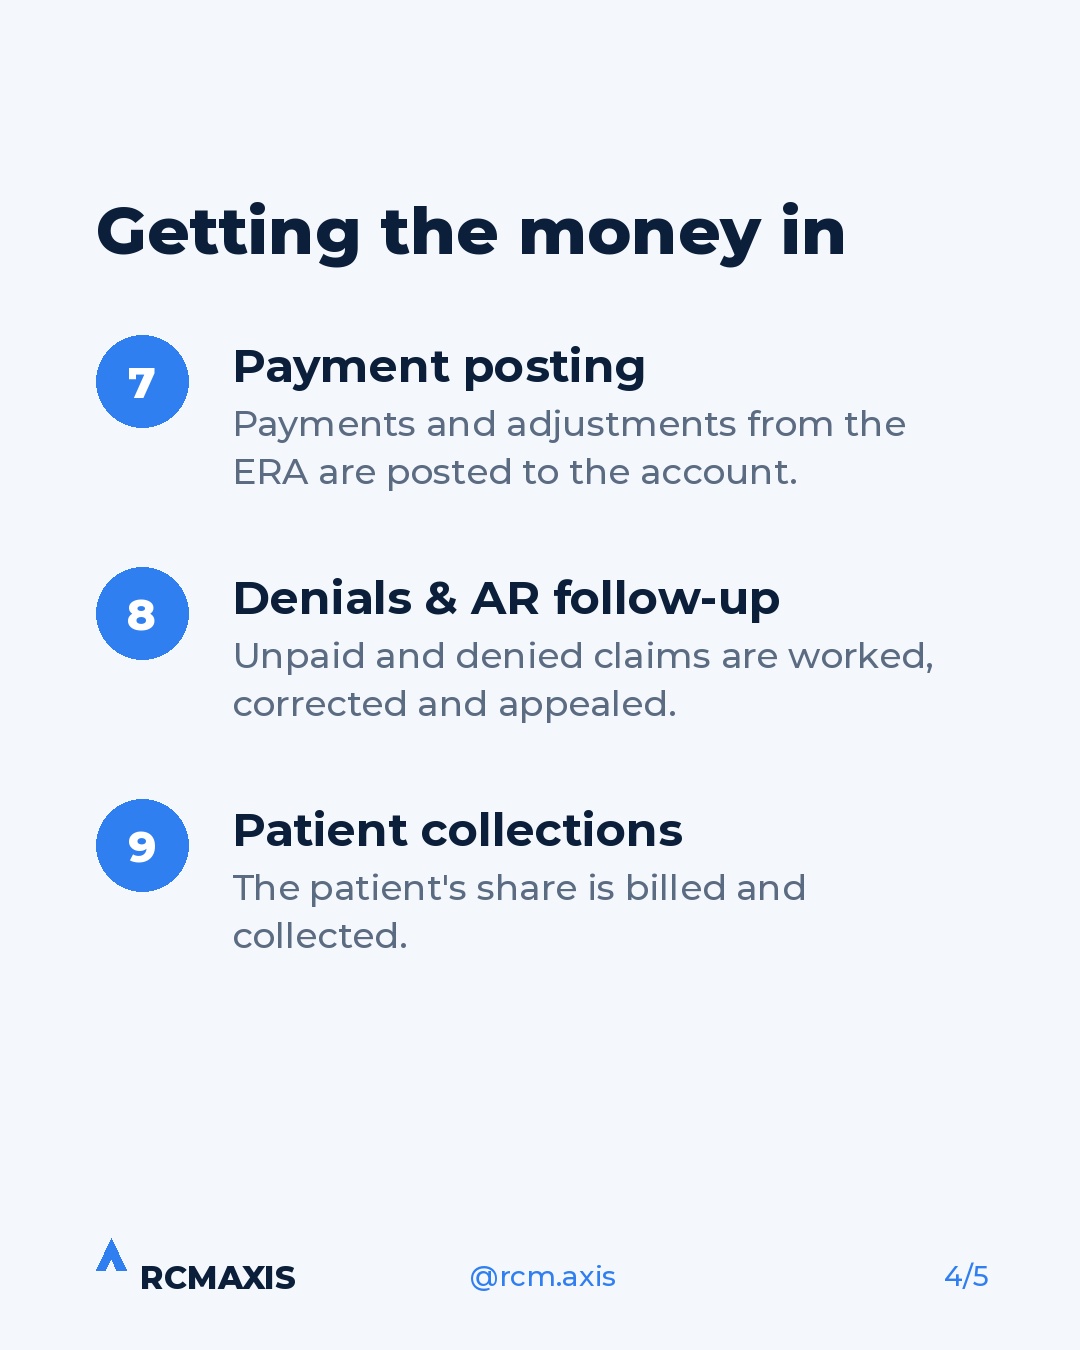 Getting the money in
7
Payment posting
Payments and adjustments from the
ERA are posted to the account.
8
Denials & AR follow-up
Unpaid and denied claims are worked,
corrected and appealed.
9
Patient collections
The patient's share is billed and
collected.
RCMAXIS
@rcm.axis
4/5